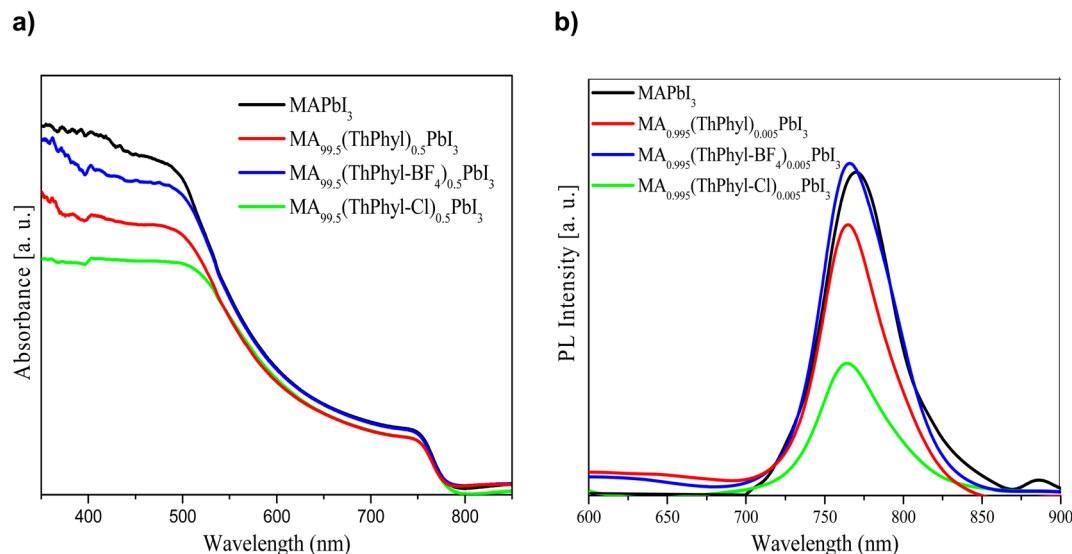 a)
Absorbance [a. u.]
MAPbI₃
MA₉₉.₅(ThPhyl)₀.₅PbI₃
MA₉₉.₅(ThPhyl-BF₄)₀.₅PbI₃
MA₉₉.₅(ThPhyl-Cl)₀.₅PbI₃
400 500 600 700 800
Wavelength (nm)
b)
PL Intensity [a. u.]
MAPbI₃
MA₀.₉₉₅(ThPhyl)₀.₀₀₅PbI₃
MA₀.₉₉₅(ThPhyl-BF₄)₀.₀₀₅PbI₃
MA₀.₉₉₅(ThPhyl-Cl)₀.₀₀₅PbI₃
600 650 700 750 800 850 900
Wavelength (nm)